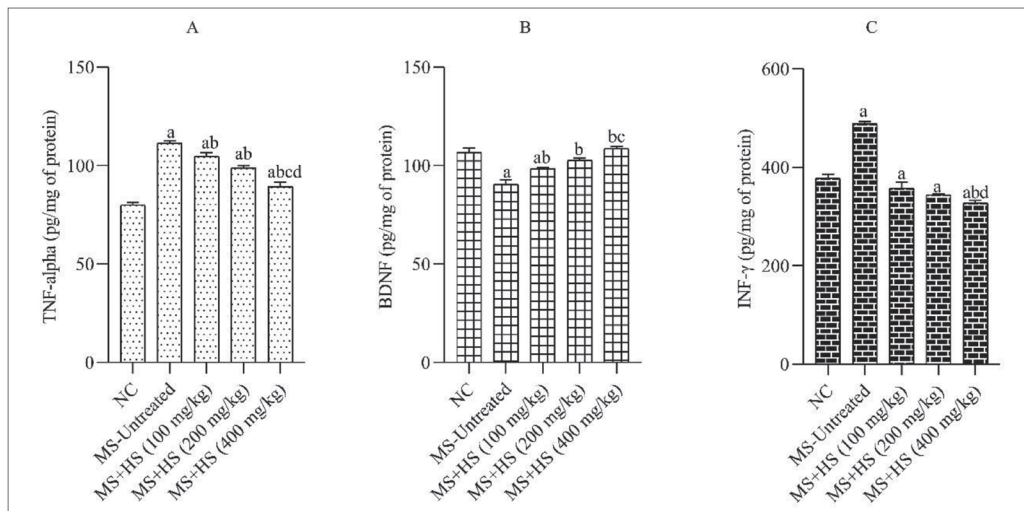 A
TNF-alpha (pg/mg of protein)
150
100
50
0
a
ab
ab
abcd
NC
MS-Untreated
MS+HS (100 mg/kg)
MS+HS (200 mg/kg)
MS+HS (400 mg/kg)
B
BDNF (pg/mg of protein)
150
100
50
0
a
ab
b
bc
NC
MS-Untreated
MS+HS (100 mg/kg)
MS+HS (200 mg/kg)
MS+HS (400 mg/kg)
C
INF-γ (pg/mg of protein)
600
400
200
0
a
a
a
abd
NC
MS-Untreated
MS+HS (100 mg/kg)
MS+HS (200 mg/kg)
MS+HS (400 mg/kg)